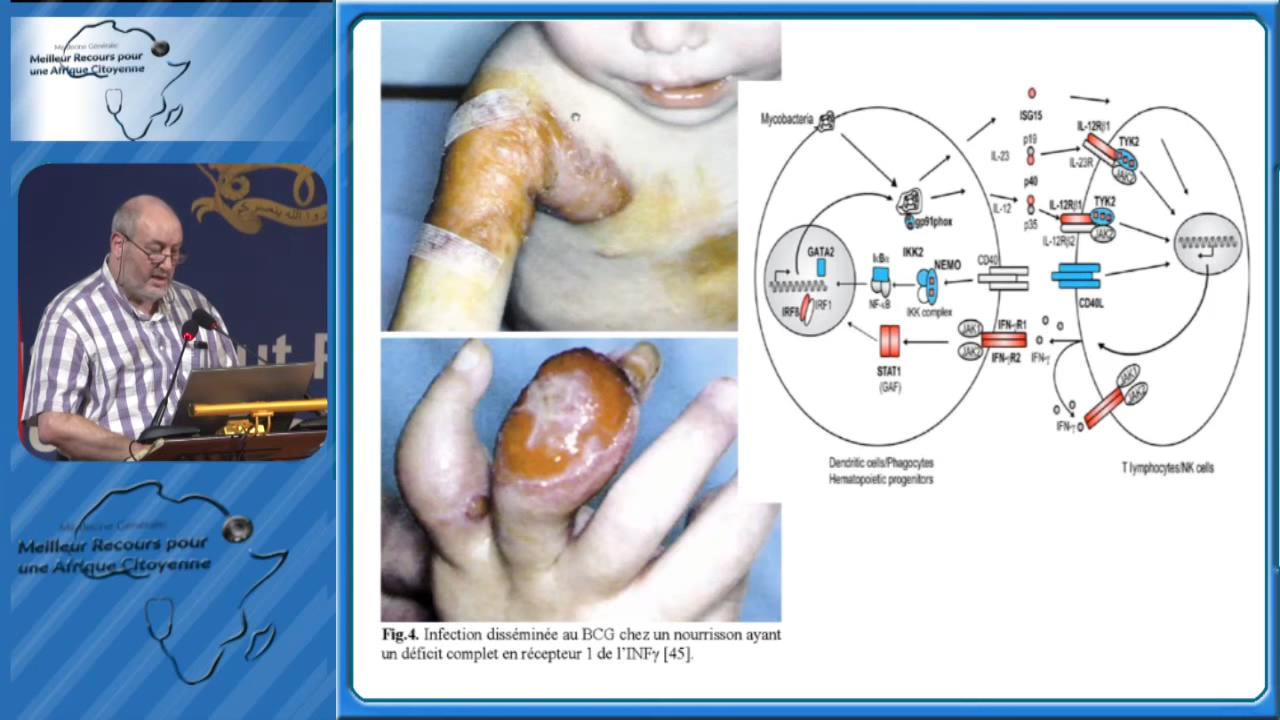 Médecine Générale:
Meilleur Recours pour
une Afrique Citoyenne
Médecine Générale:
Meilleur Recours pour
une Afrique Citoyenne
Fig.4. Infection disséminée au BCG chez un nourrisson ayant
un déficit complet en récepteur 1 de l'INFγ [45].
Mycobacteria
gp91phox
GATA2
IRF8
IRF1
IκBα
NF-κB
IKK2
NEMO
IKK complex
CD40
STAT1
(GAF)
JAK1
JAK2
IFN-γR1
IFN-γR2
IFN-γ
Dendritic cells/Phagocytes
Hematopoietic progenitors
ISG15
p19
IL-23
p40
IL-12
p35
IL-12Rβ1
TYK2
IL-23R
JAK2
IL-12Rβ1
TYK2
IL-12Rβ2
JAK2
CD40L
JAK1
JAK2
IFN-γ
T lymphocytes/NK cells